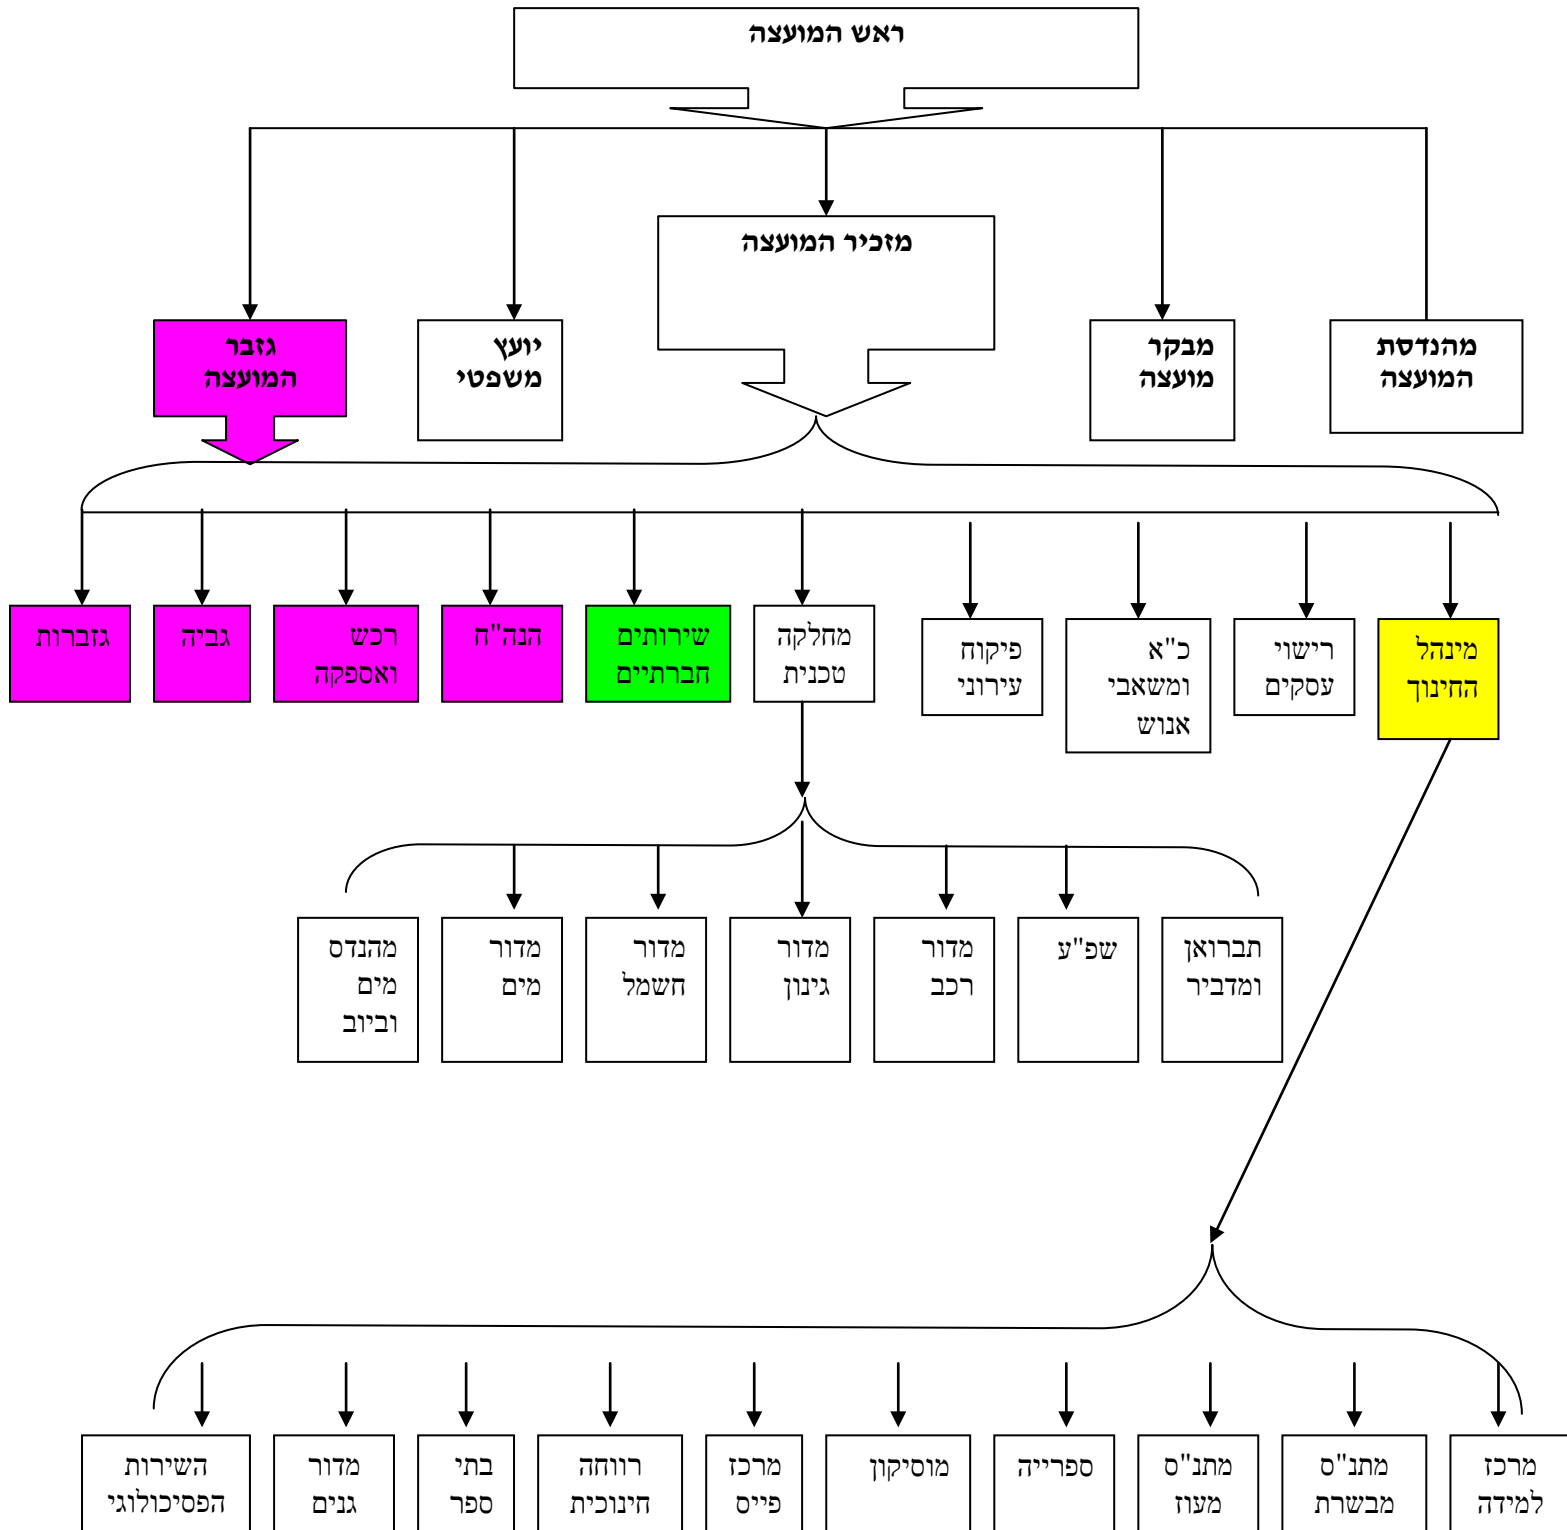 ראש המועצה
מזכיר המועצה
מהנדסת
המועצה
מבקר
מועצה
יועץ
משפטי
גזבר
המועצה
מינהל
החינוך
רישוי
עסקים
כ"א
ומשאבי
אנוש
פיקוח
עירוני
מחלקה
טכנית
שירותים
חברתיים
הנה"ח
רכש
ואספקה
גביה
גזברות
תברואן
ומדביר
שפ"ע
מדור
רכב
מדור
גינון
מדור
חשמל
מדור
מים
מהנדס
מים
וביוב
מרכז
למידה
מתנ"ס
מבשרת
מתנ"ס
מעוז
ספרייה
מוסיקון
מרכז
פייס
רווחה
חינוכית
בתי
ספר
מדור
גנים
השירות
הפסיכולוגי